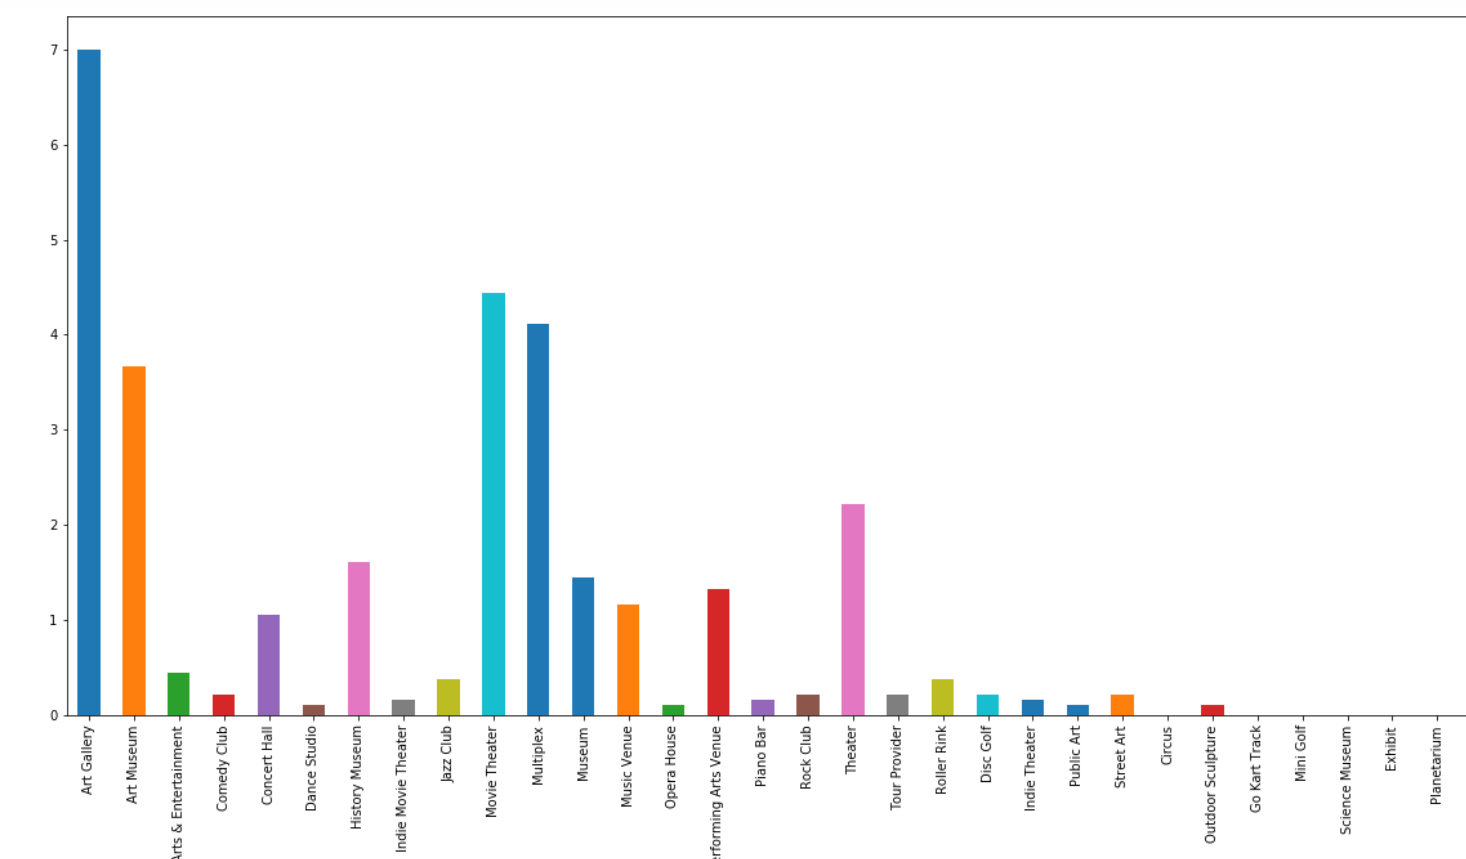 7
6
5
4
3
2
1
0
Art Gallery
Art Museum
Arts & Entertainment
Comedy Club
Concert Hall
Dance Studio
History Museum
Indie Movie Theater
Jazz Club
Movie Theater
Multiplex
Museum
Music Venue
Opera House
erforming Arts Venue
Piano Bar
Rock Club
Theater
Tour Provider
Roller Rink
Disc Golf
Indie Theater
Public Art
Street Art
Circus
Outdoor Sculpture
Go Kart Track
Mini Golf
Science Museum
Exhibit
Planetarium